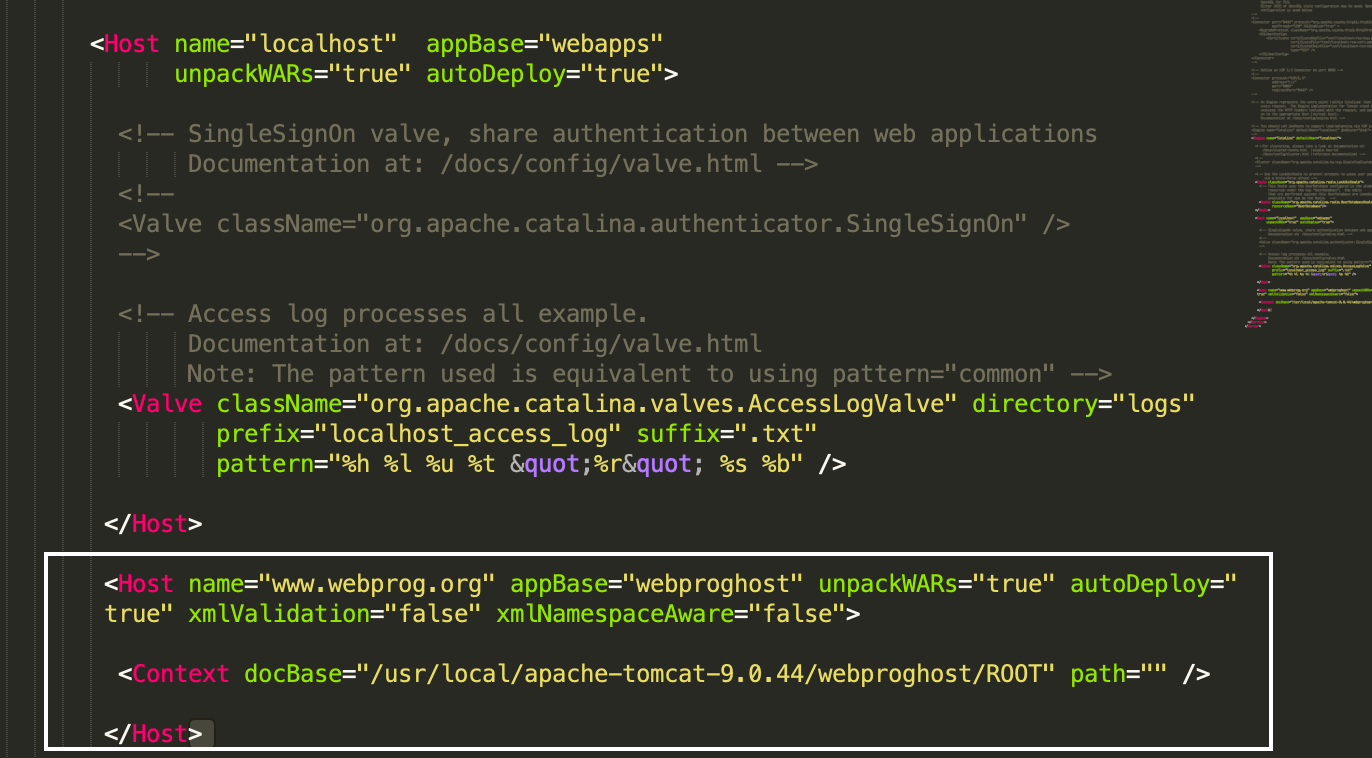 <Host name="localhost"  appBase="webapps"
unpackWARs="true" autoDeploy="true">
<!-- SingleSignOn valve, share authentication between web applications
Documentation at: /docs/config/valve.html -->
<!--
<Valve className="org.apache.catalina.authenticator.SingleSignOn" />
-->
<!-- Access log processes all example.
Documentation at: /docs/config/valve.html
Note: The pattern used is equivalent to using pattern="common" -->
<Valve className="org.apache.catalina.valves.AccessLogValve" directory="logs"
prefix="localhost_access_log" suffix=".txt"
pattern="%h %l %u %t &quot;%r&quot; %s %b" />
</Host>
<Host name="www.webprog.org" appBase="webproghost" unpackWARs="true" autoDeploy="
true" xmlValidation="false" xmlNamespaceAware="false">
<Context docBase="/usr/local/apache-tomcat-9.0.44/webproghost/ROOT" path="" />
</Host>